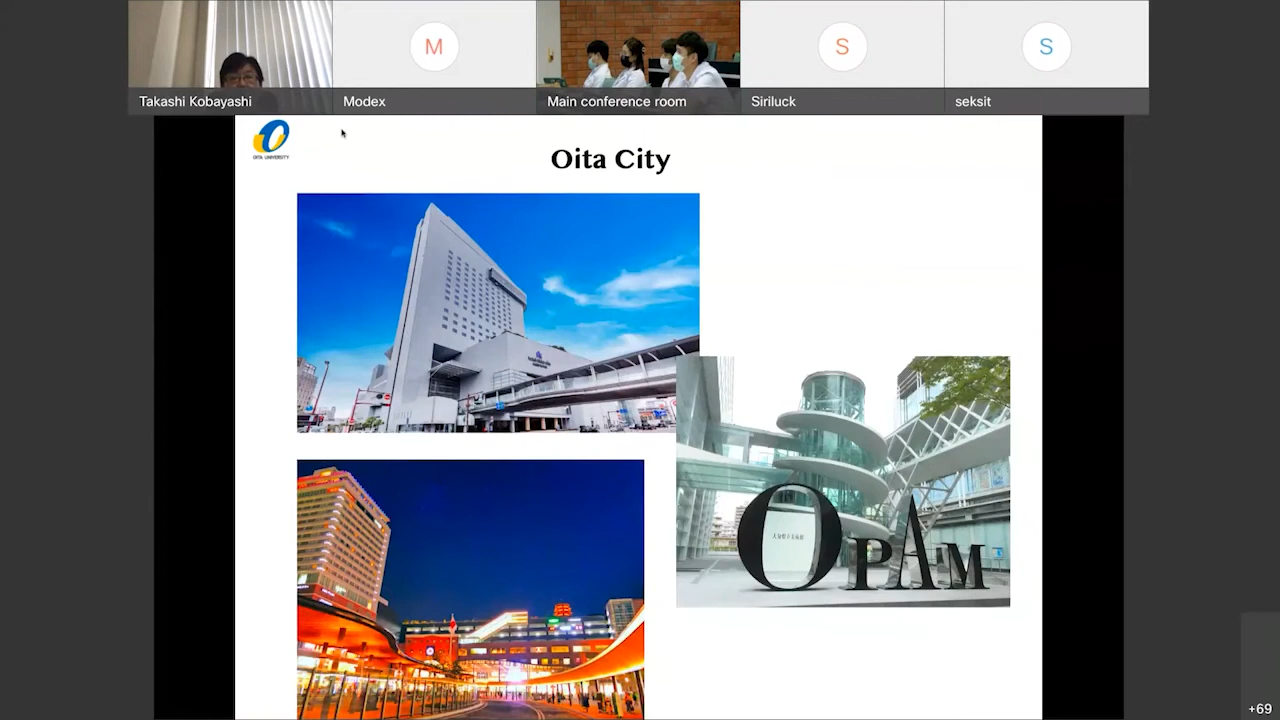 Takashi Kobayashi
M
Modex
Main conference room
S
Siriluck
S
seksit
OITA UNIVERSITY
Oita City
OPAM
+69